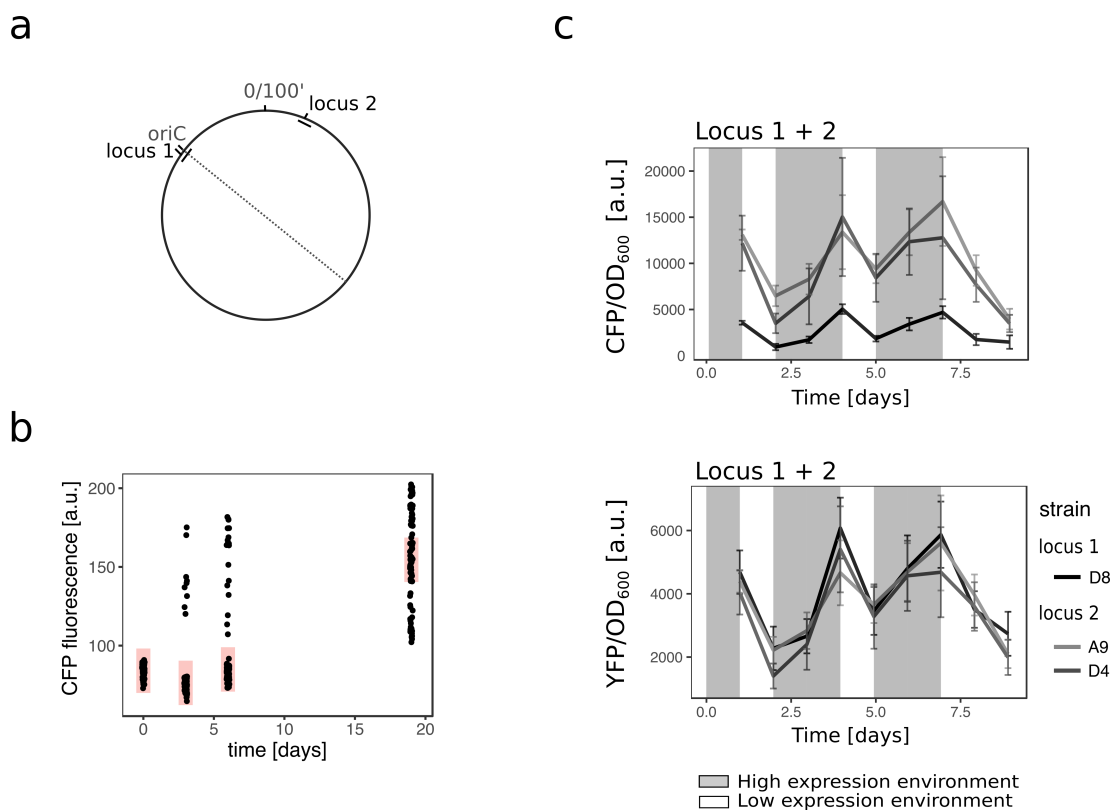 a
0/100'
locus 2
oriC
locus 1
b
CFP fluorescence [a.u.]
200
150
100
0 5 10 15 20
time [days]
c
Locus 1 + 2
CFP/OD600 [a.u.]
20000
15000
10000
5000
0
0.0 2.5 5.0 7.5
Time [days]
Locus 1 + 2
YFP/OD600 [a.u.]
6000
4000
2000
0.0 2.5 5.0 7.5
Time [days]
strain
locus 1
D8
locus 2
A9
D4
High expression environment
Low expression environment